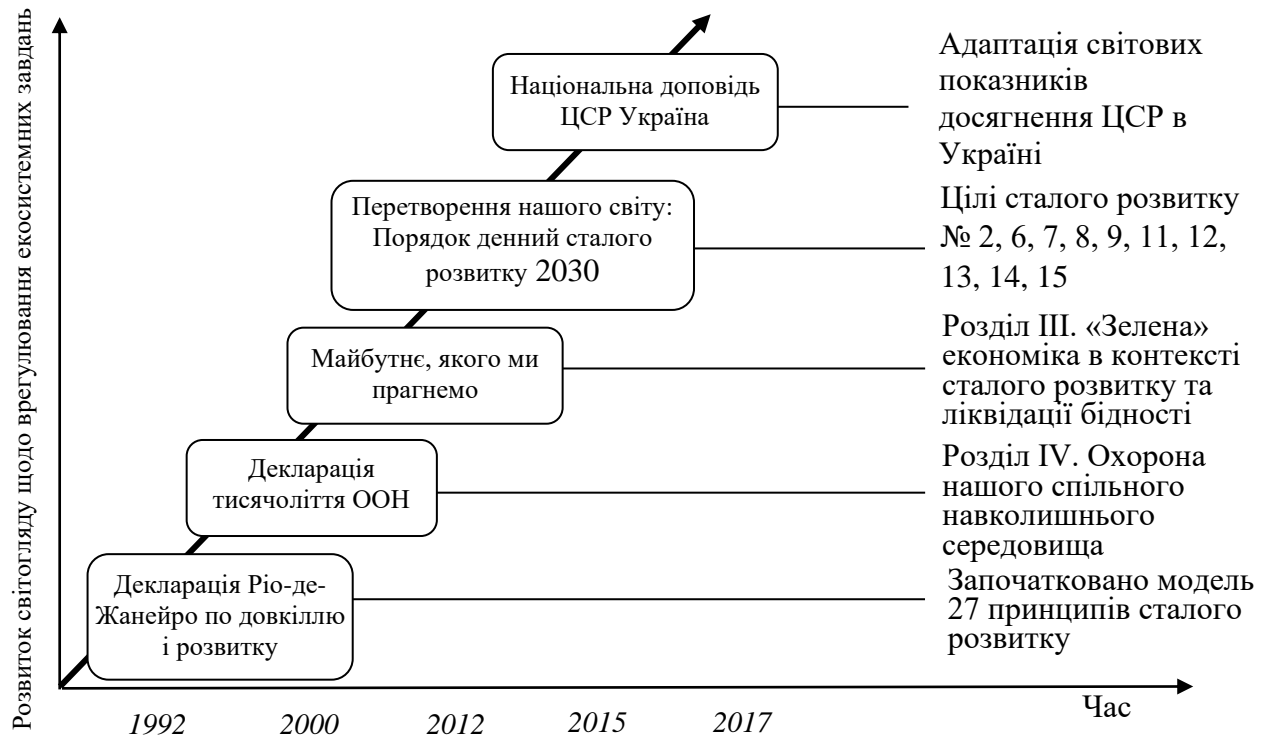 Розвиток світогляду щодо врегулювання екосистемних завдань
Національна доповідь
ЦСР Україна
Адаптація світових
показників
досягнення ЦСР в
Україні
Перетворення нашого світу:
Порядок денний сталого
розвитку 2030
Цілі сталого розвитку
№ 2, 6, 7, 8, 9, 11, 12,
13, 14, 15
Майбутнє, якого ми
прагнемо
Розділ III. «Зелена»
економіка в контексті
сталого розвитку та
ліквідації бідності
Декларація
тисячоліття ООН
Розділ IV. Охорона
нашого спільного
навколишнього
середовища
Декларація Ріо-де-
Жанейро по довкіллю
і розвитку
Започатковано модель
27 принципів сталого
розвитку
Час
1992 2000 2012 2015 2017